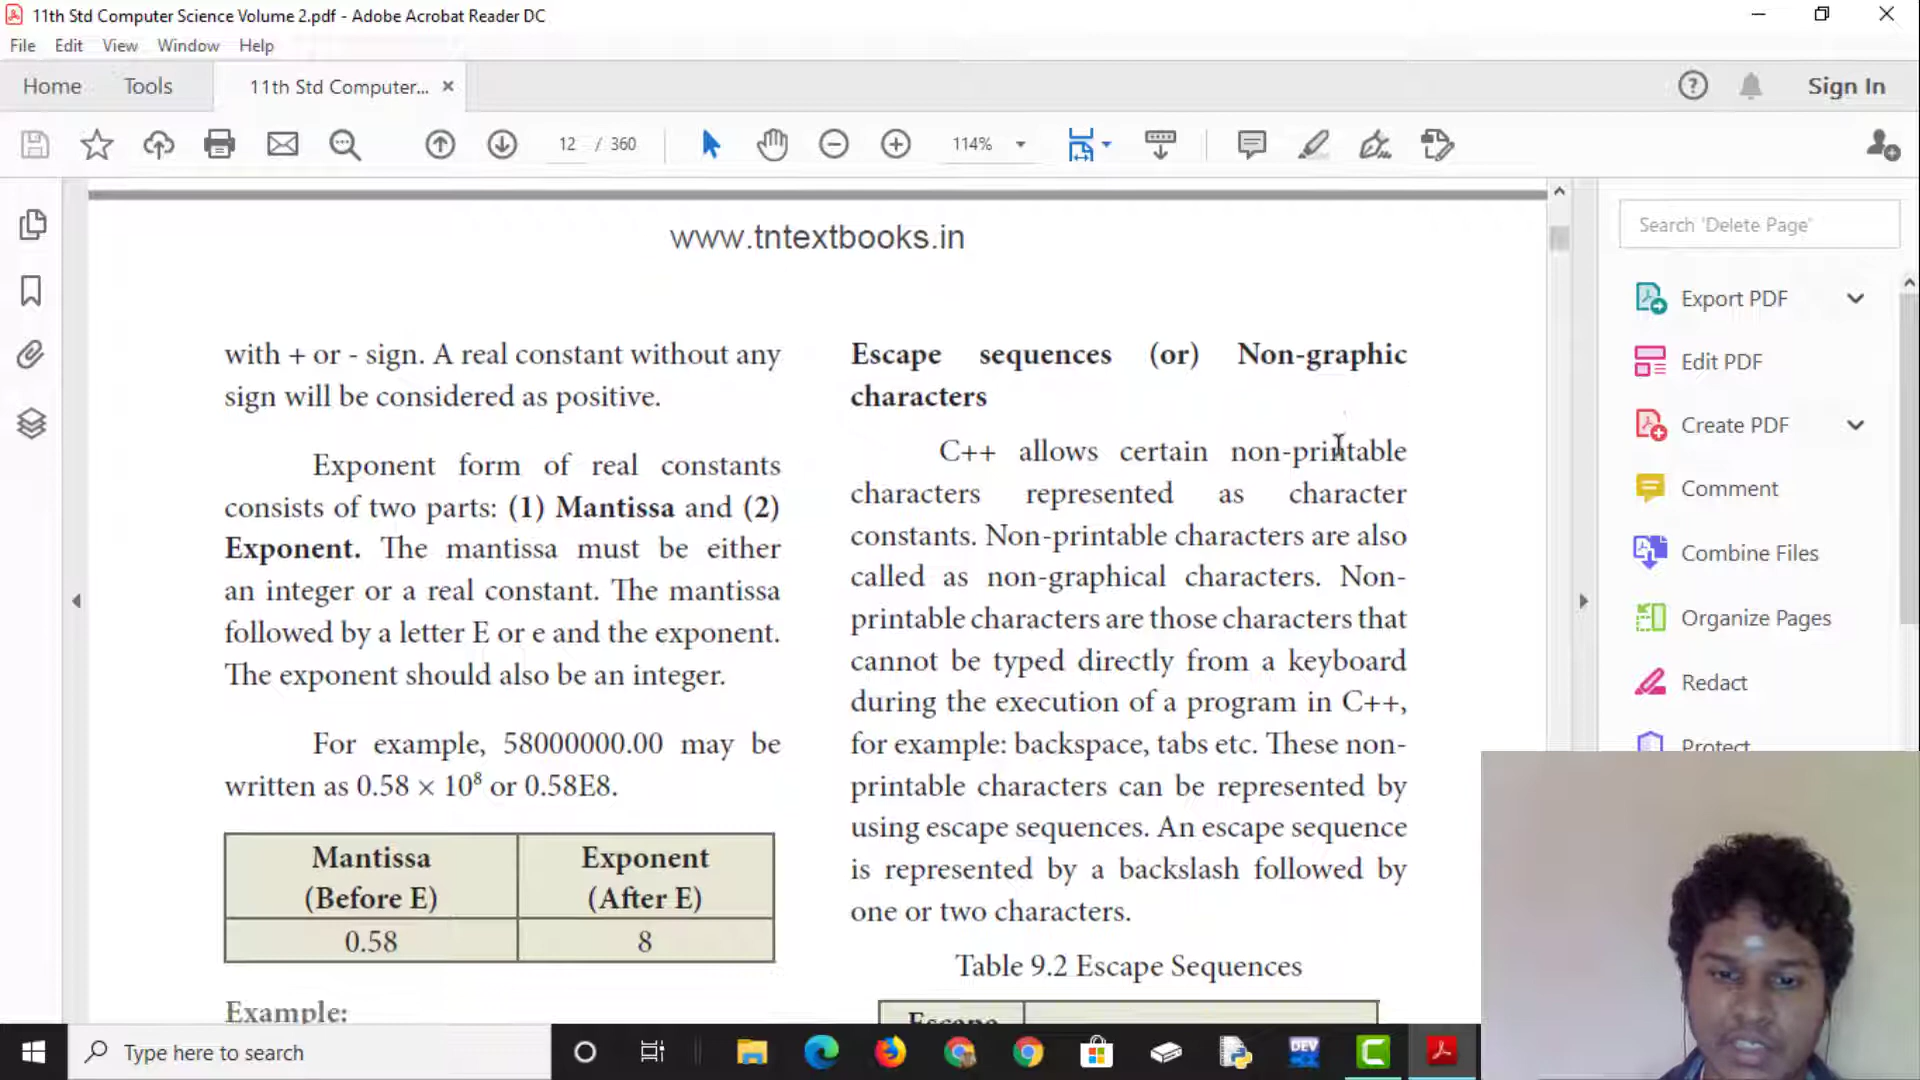 11th Std Computer Science Volume 2.pdf - Adobe Acrobat Reader DC
File Edit View Window Help
Home Tools 11th Std Computer... × Sign In
12 / 360 114%
Search 'Delete Page'
Export PDF
Edit PDF
Create PDF
Comment
Combine Files
Organize Pages
Redact
Protect
www.tntextbooks.in
with + or - sign. A real constant without any
sign will be considered as positive.
Exponent form of real constants
consists of two parts: (1) Mantissa and (2)
Exponent. The mantissa must be either
an integer or a real constant. The mantissa
followed by a letter E or e and the exponent.
The exponent should also be an integer.
For example, 58000000.00 may be
written as 0.58 × 10⁸ or 0.58E8.
Mantissa
(Before E)
Exponent
(After E)
0.58 8
Example:
Escape sequences (or) Non-graphic
characters
C++ allows certain non-printable
characters represented as character
constants. Non-printable characters are also
called as non-graphical characters. Non-
printable characters are those characters that
cannot be typed directly from a keyboard
during the execution of a program in C++,
for example: backspace, tabs etc. These non-
printable characters can be represented by
using escape sequences. An escape sequence
is represented by a backslash followed by
one or two characters.
Table 9.2 Escape Sequences
Escape
Type here to search
DEV